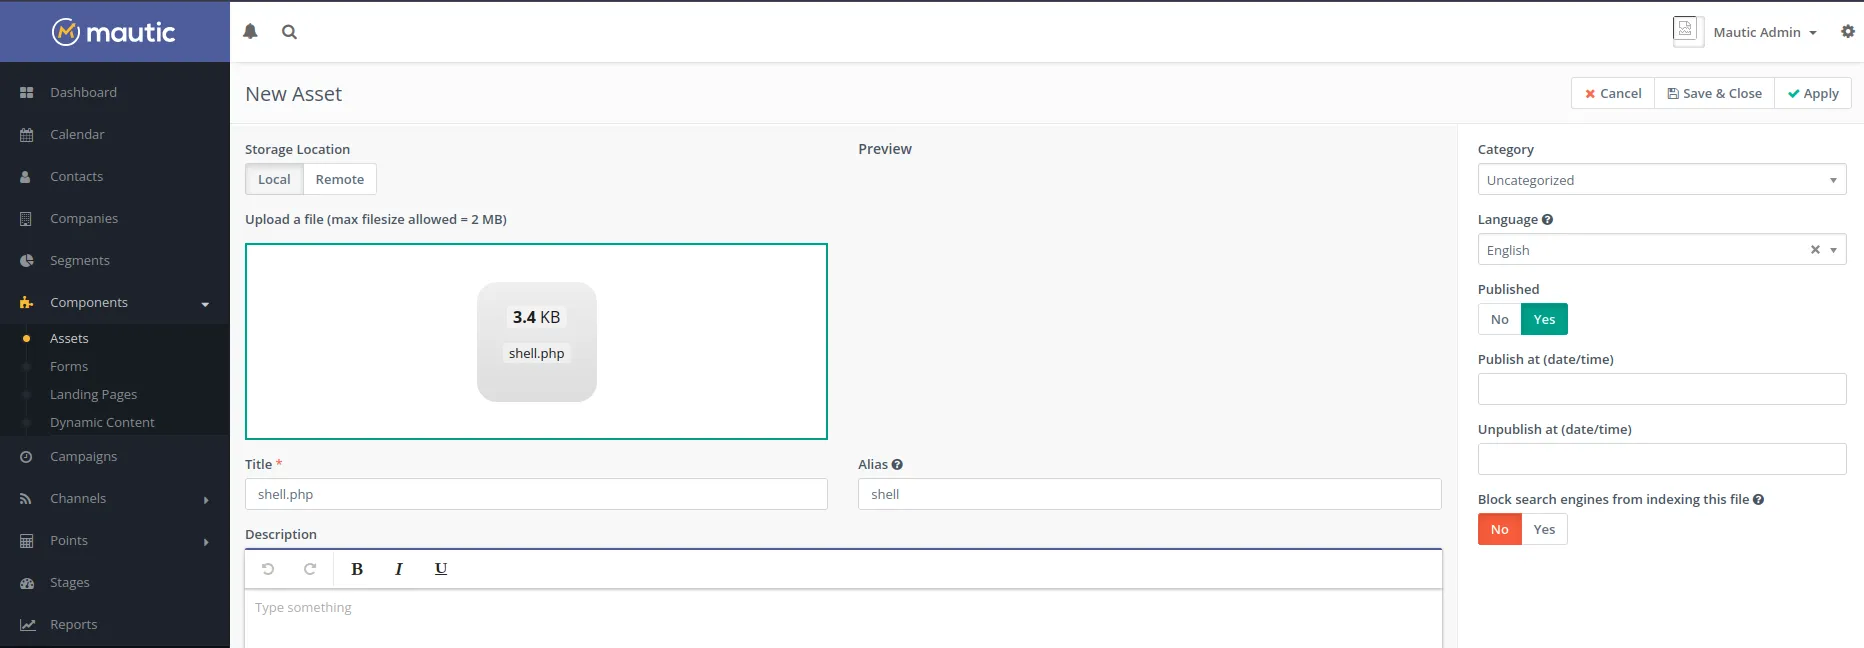 mautic
Mautic Admin
Dashboard
Calendar
Contacts
Companies
Segments
Components
Assets
Forms
Landing Pages
Dynamic Content
Campaigns
Channels
Points
Stages
Reports
New Asset
Cancel
Save & Close
Apply
Storage Location
Local
Remote
Upload a file (max filesize allowed = 2 MB)
3.4 KB
shell.php
Preview
Title *
shell.php
Alias
shell
Description
B I U
Type something
Category
Uncategorized
Language
English
Published
No Yes
Publish at (date/time)
Unpublish at (date/time)
Block search engines from indexing this file
No Yes